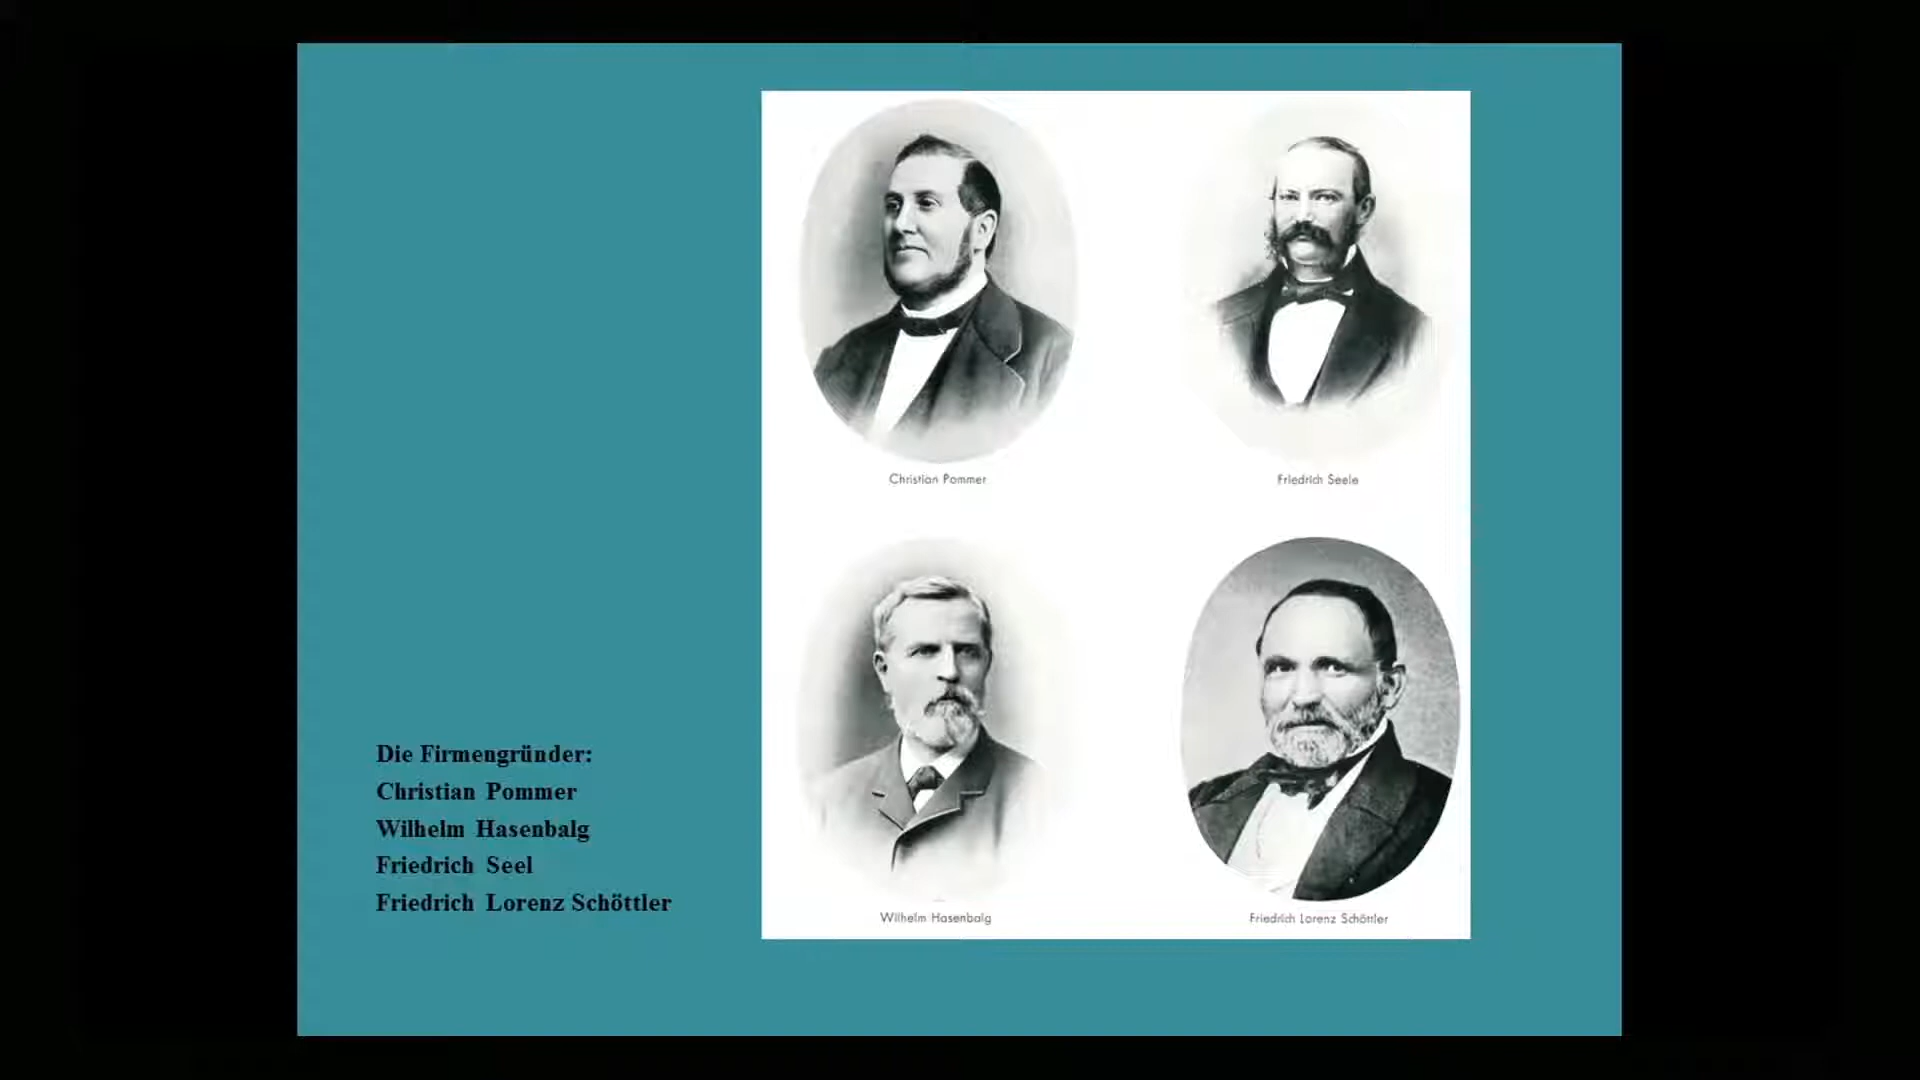 Christian Pommer
Friedrich Seele
Die Firmengründer:
Christian Pommer
Wilhelm Hasenbalg
Friedrich Seel
Friedrich Lorenz Schöttler
Wilhelm Hasenbalg
Friedrich Lorenz Schöttler